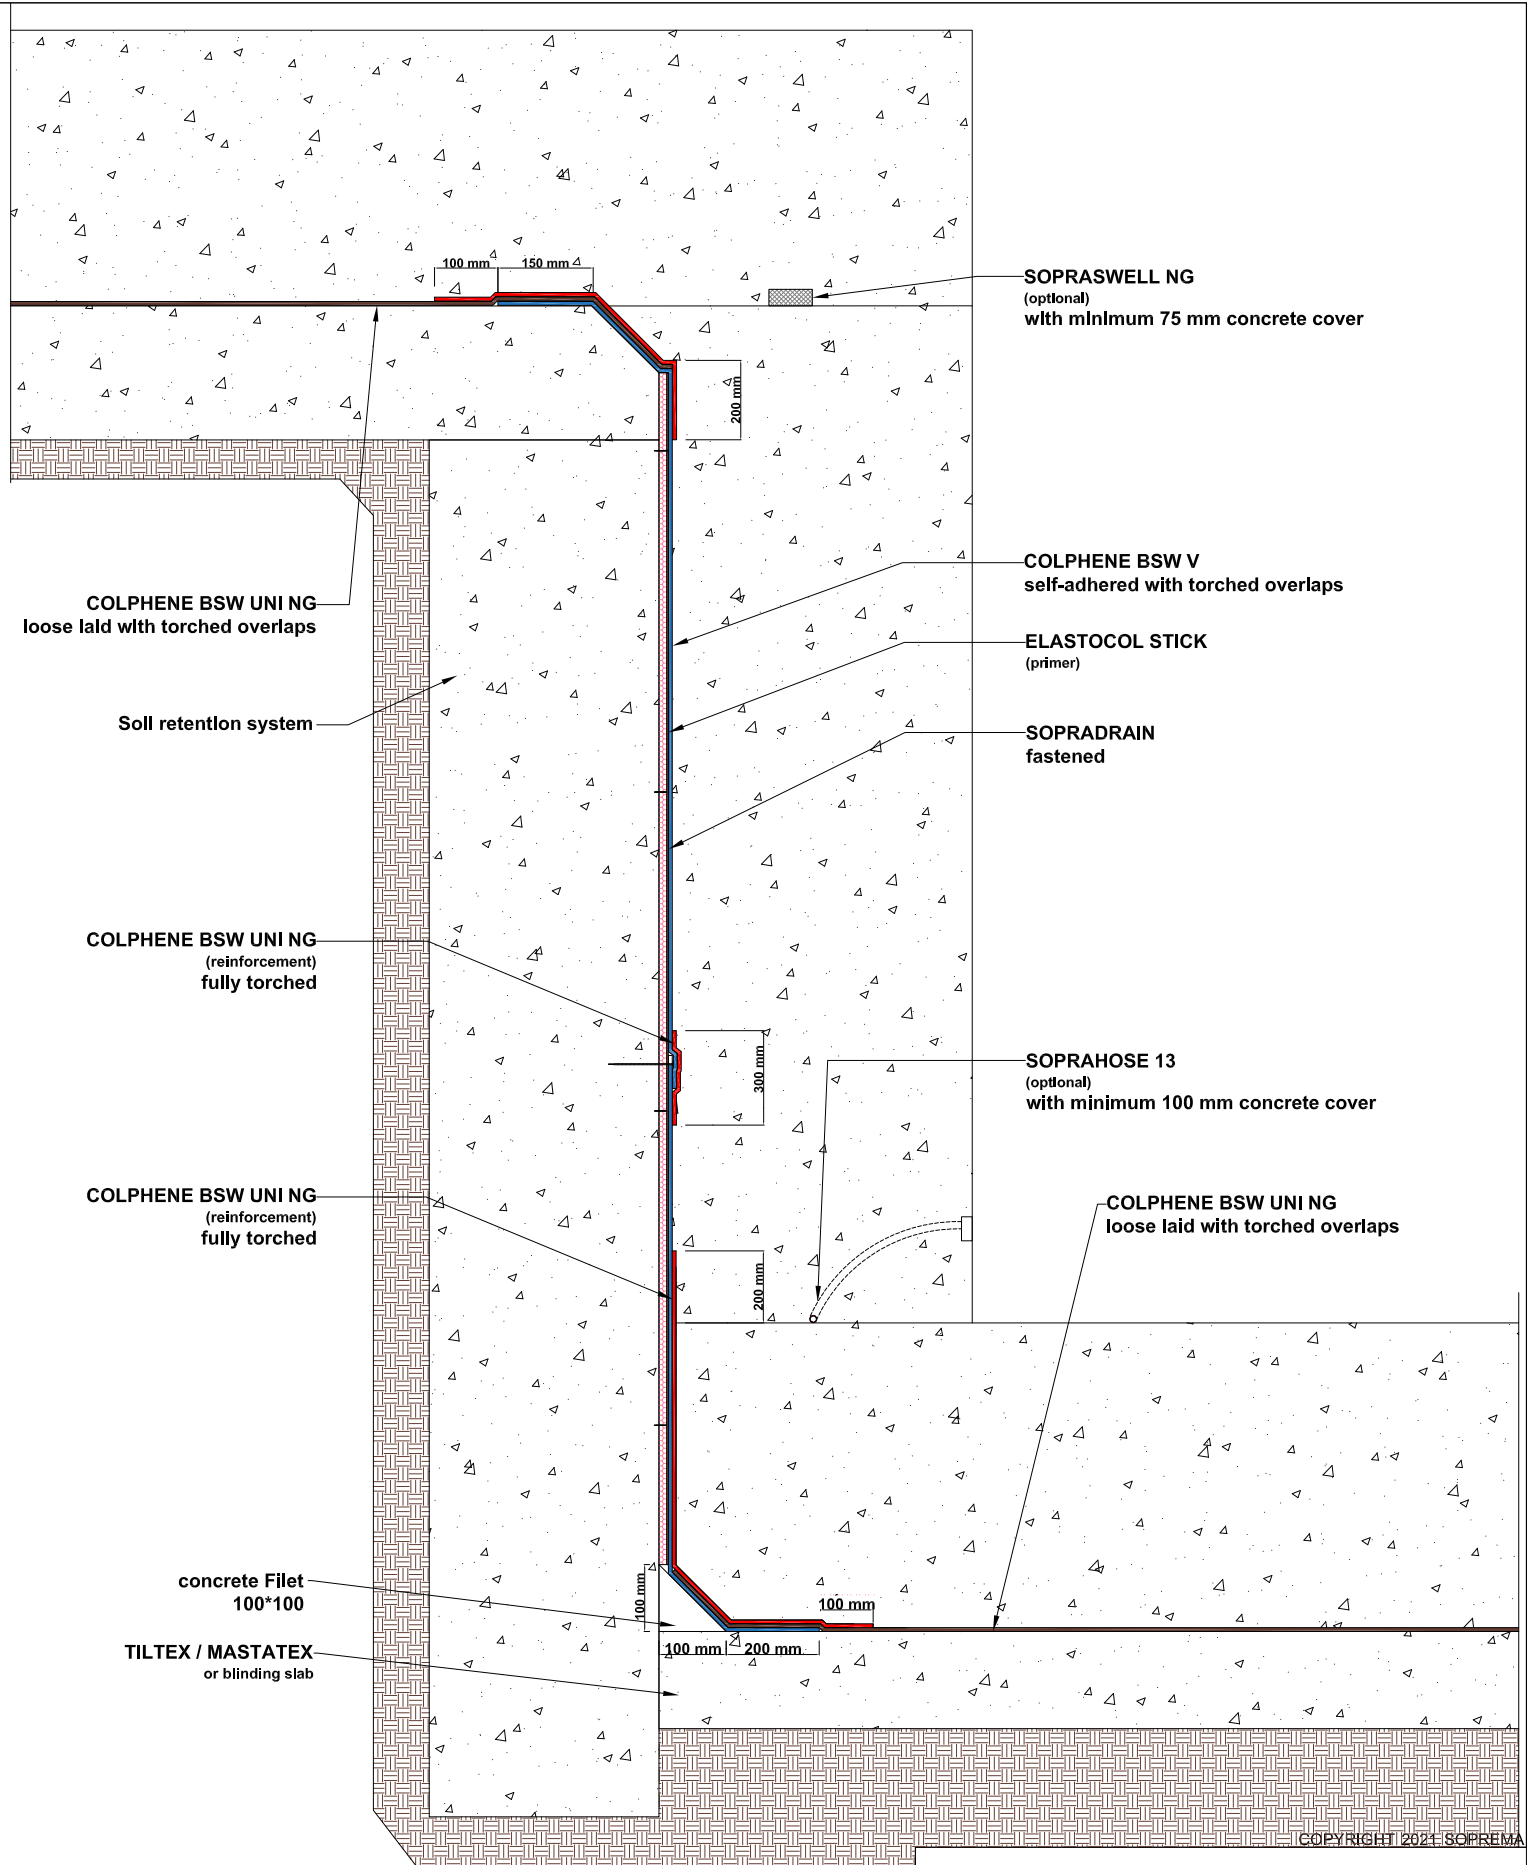 100 mm
150 mm
SOPRASWELL NG
(optional)
with minimum 75 mm concrete cover
200 mm
COLPHENE BSW V
self-adhered with torched overlaps
COLPHENE BSW UNI NG
loose laid with torched overlaps
ELASTOCOL STICK
(primer)
Soil retention system
SOPRADRAIN
fastened
COLPHENE BSW UNI NG
(reinforcement)
fully torched
300 mm
SOPRAHOSE 13
(optional)
with minimum 100 mm concrete cover
COLPHENE BSW UNI NG
(reinforcement)
fully torched
COLPHENE BSW UNI NG
loose laid with torched overlaps
200 mm
concrete Filet
100*100
100 mm
100 mm
TILTEX / MASTATEX
or blinding slab
100 mm
200 mm
COPYRIGHT 2021 SOPREMA